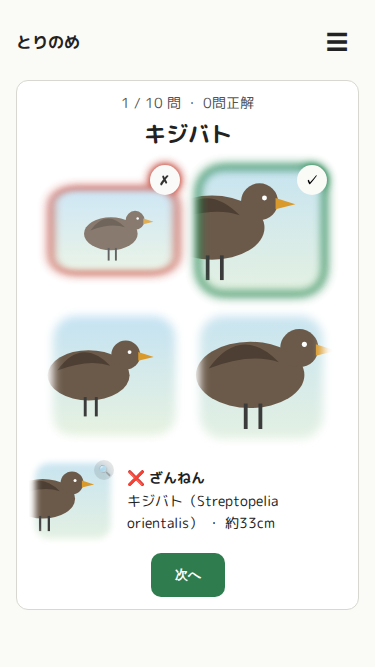 とりのめ
1 / 10 問 ・ 0問正解
キジバト
✗
✓
❌ ざんねん
キジバト（Streptopelia
orientalis） ・ 約33cm
次へ